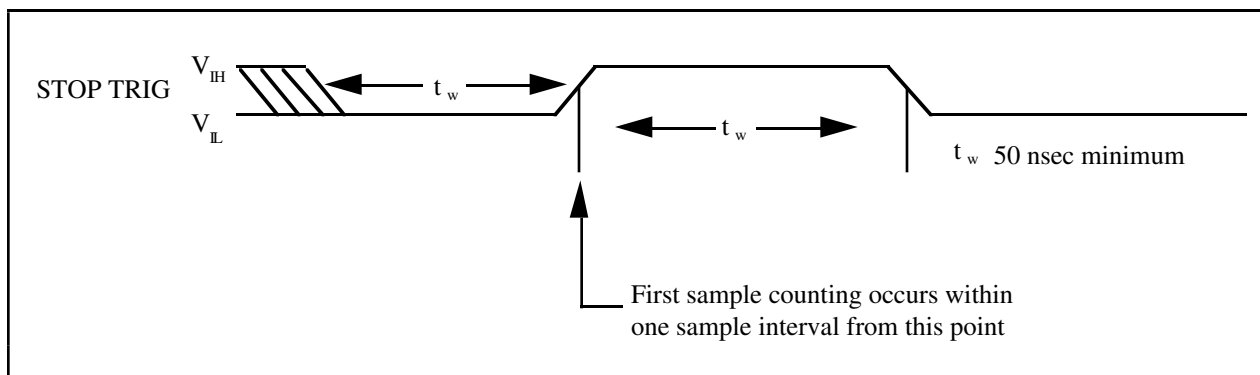 V_IH
STOP TRIG
t_w
V_IL
t_w
t_w 50 nsec minimum
First sample counting occurs within
one sample interval from this point